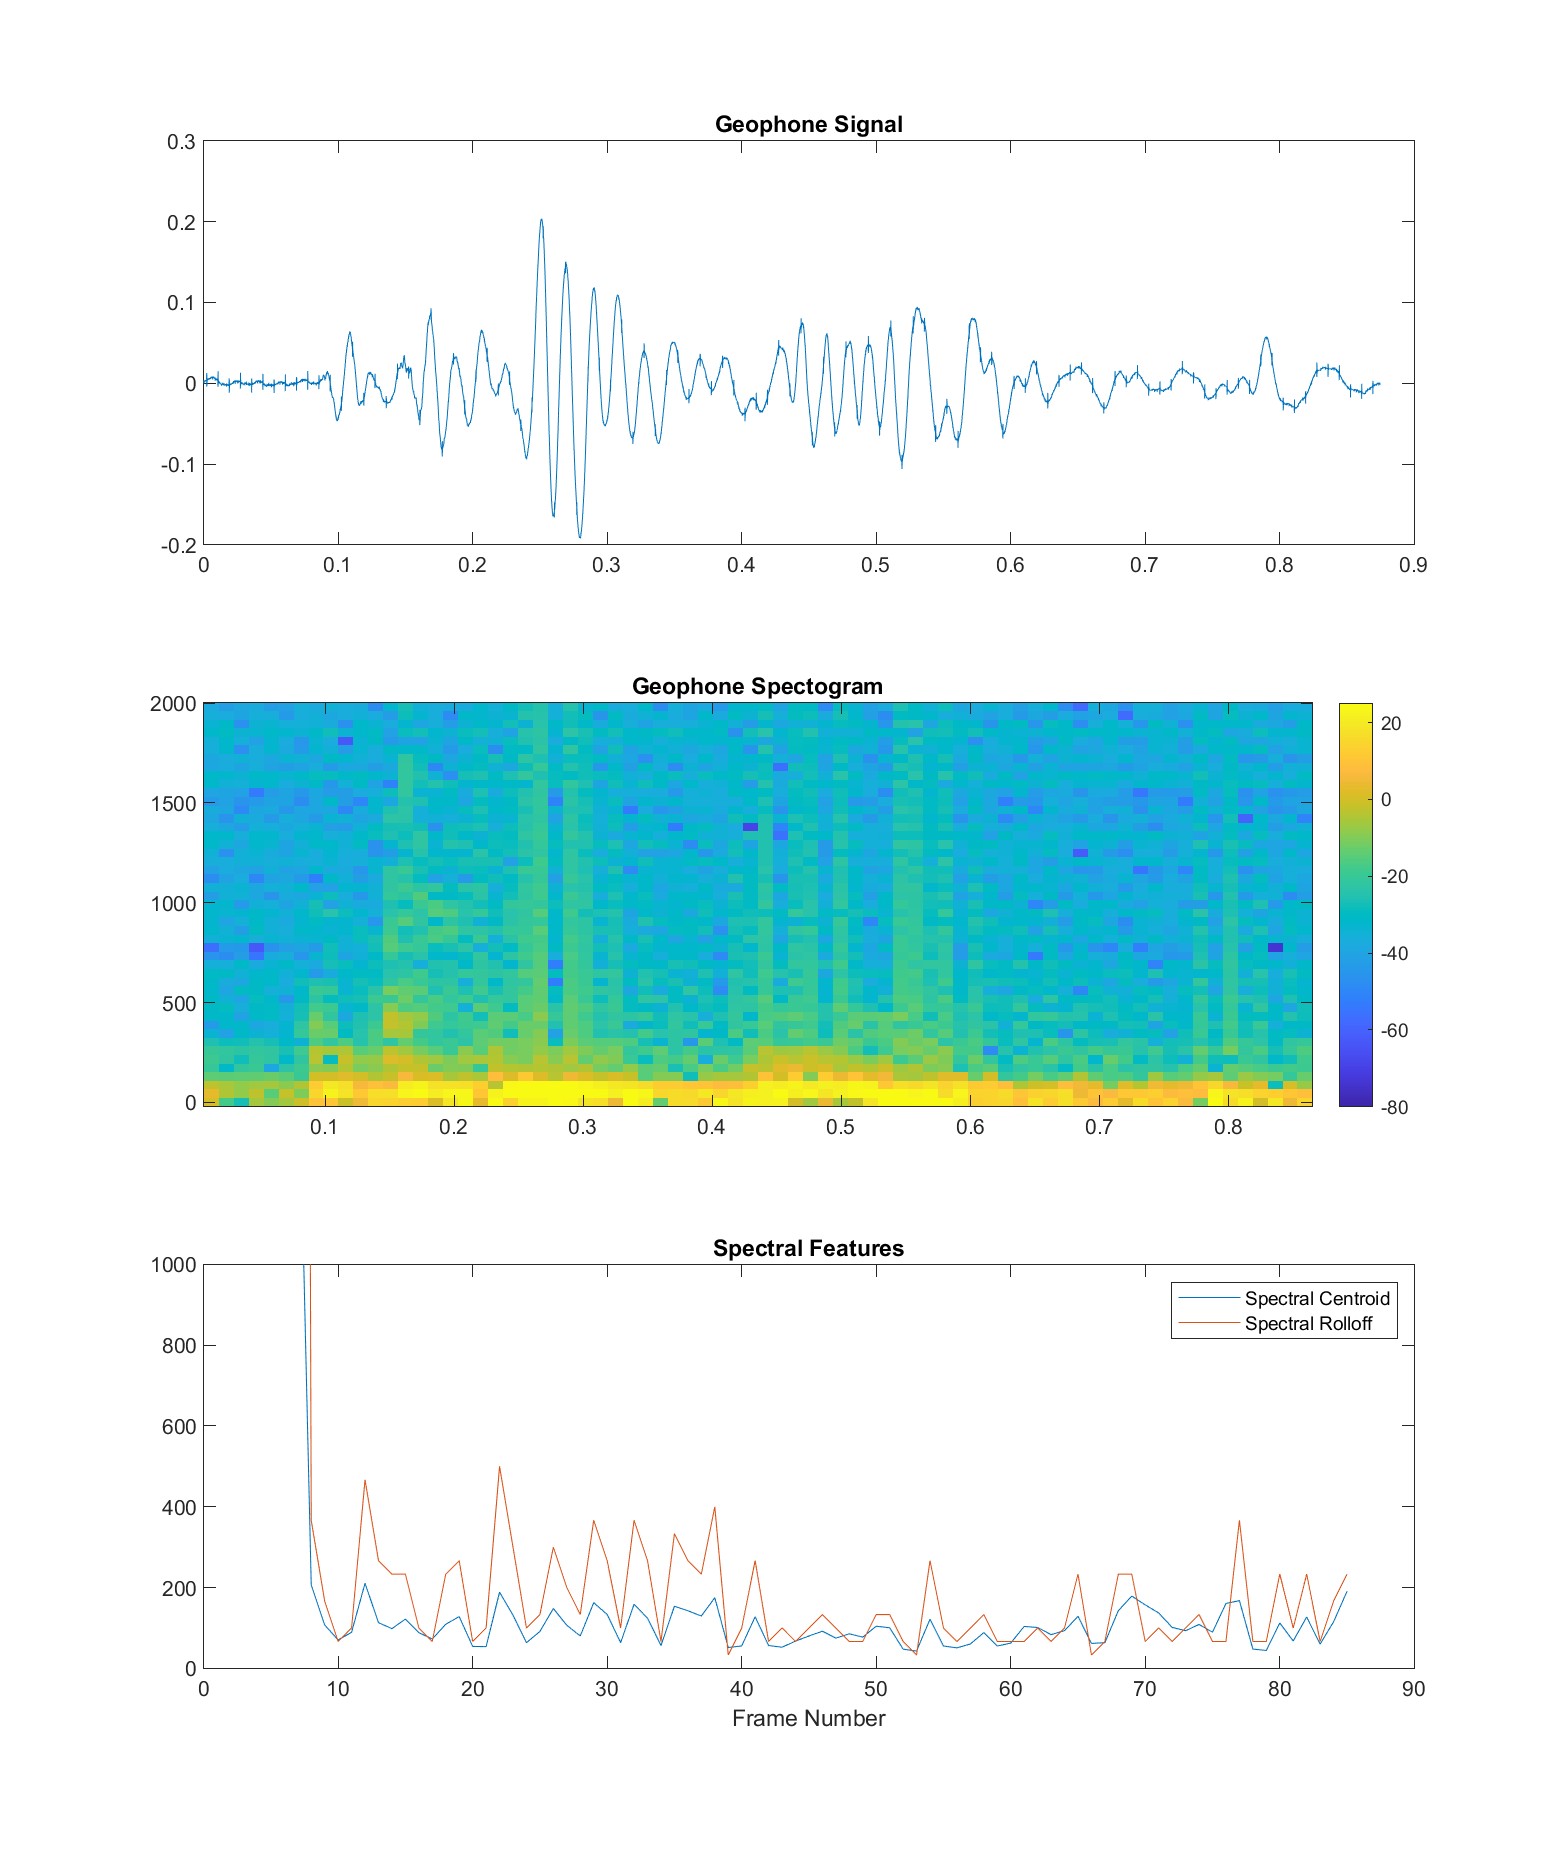 Geophone Signal
0.3
0.2
0.1
0
-0.1
-0.2
0 0.1 0.2 0.3 0.4 0.5 0.6 0.7 0.8 0.9
Geophone Spectogram
2000
1500
1000
500
0
20
0
-20
-40
-60
-80
0.1 0.2 0.3 0.4 0.5 0.6 0.7 0.8
Spectral Features
1000
800
600
400
200
0
Spectral Centroid
Spectral Rolloff
0 10 20 30 40 50 60 70 80 90
Frame Number